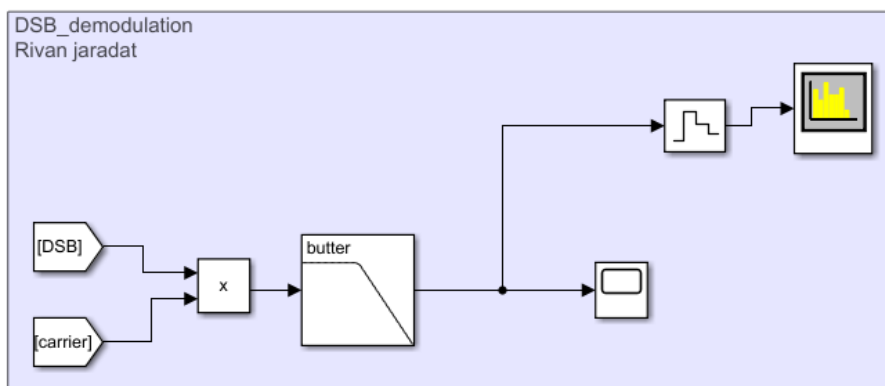 DSB_demodulation
Rivan jaradat
butter
[DSB]
x
[carrier]